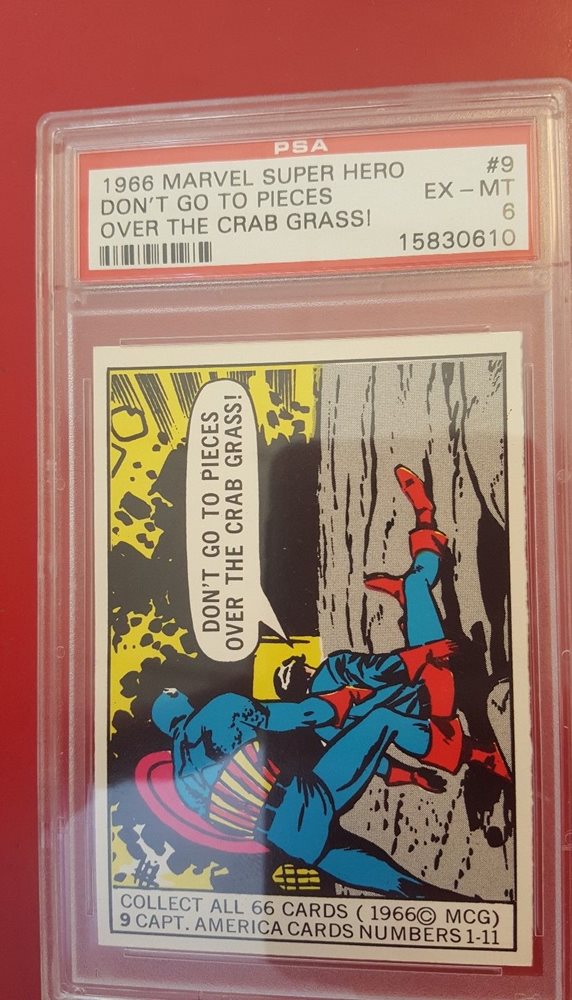 PSA
1966 MARVEL SUPER HERO #9
DON'T GO TO PIECES EX - MT
OVER THE CRAB GRASS! 6
15830610
DON'T GO TO PIECES
OVER THE CRAB GRASS!
COLLECT ALL 66 CARDS ( 1966© MCG)
9 CAPT. AMERICA CARDS NUMBERS 1-11